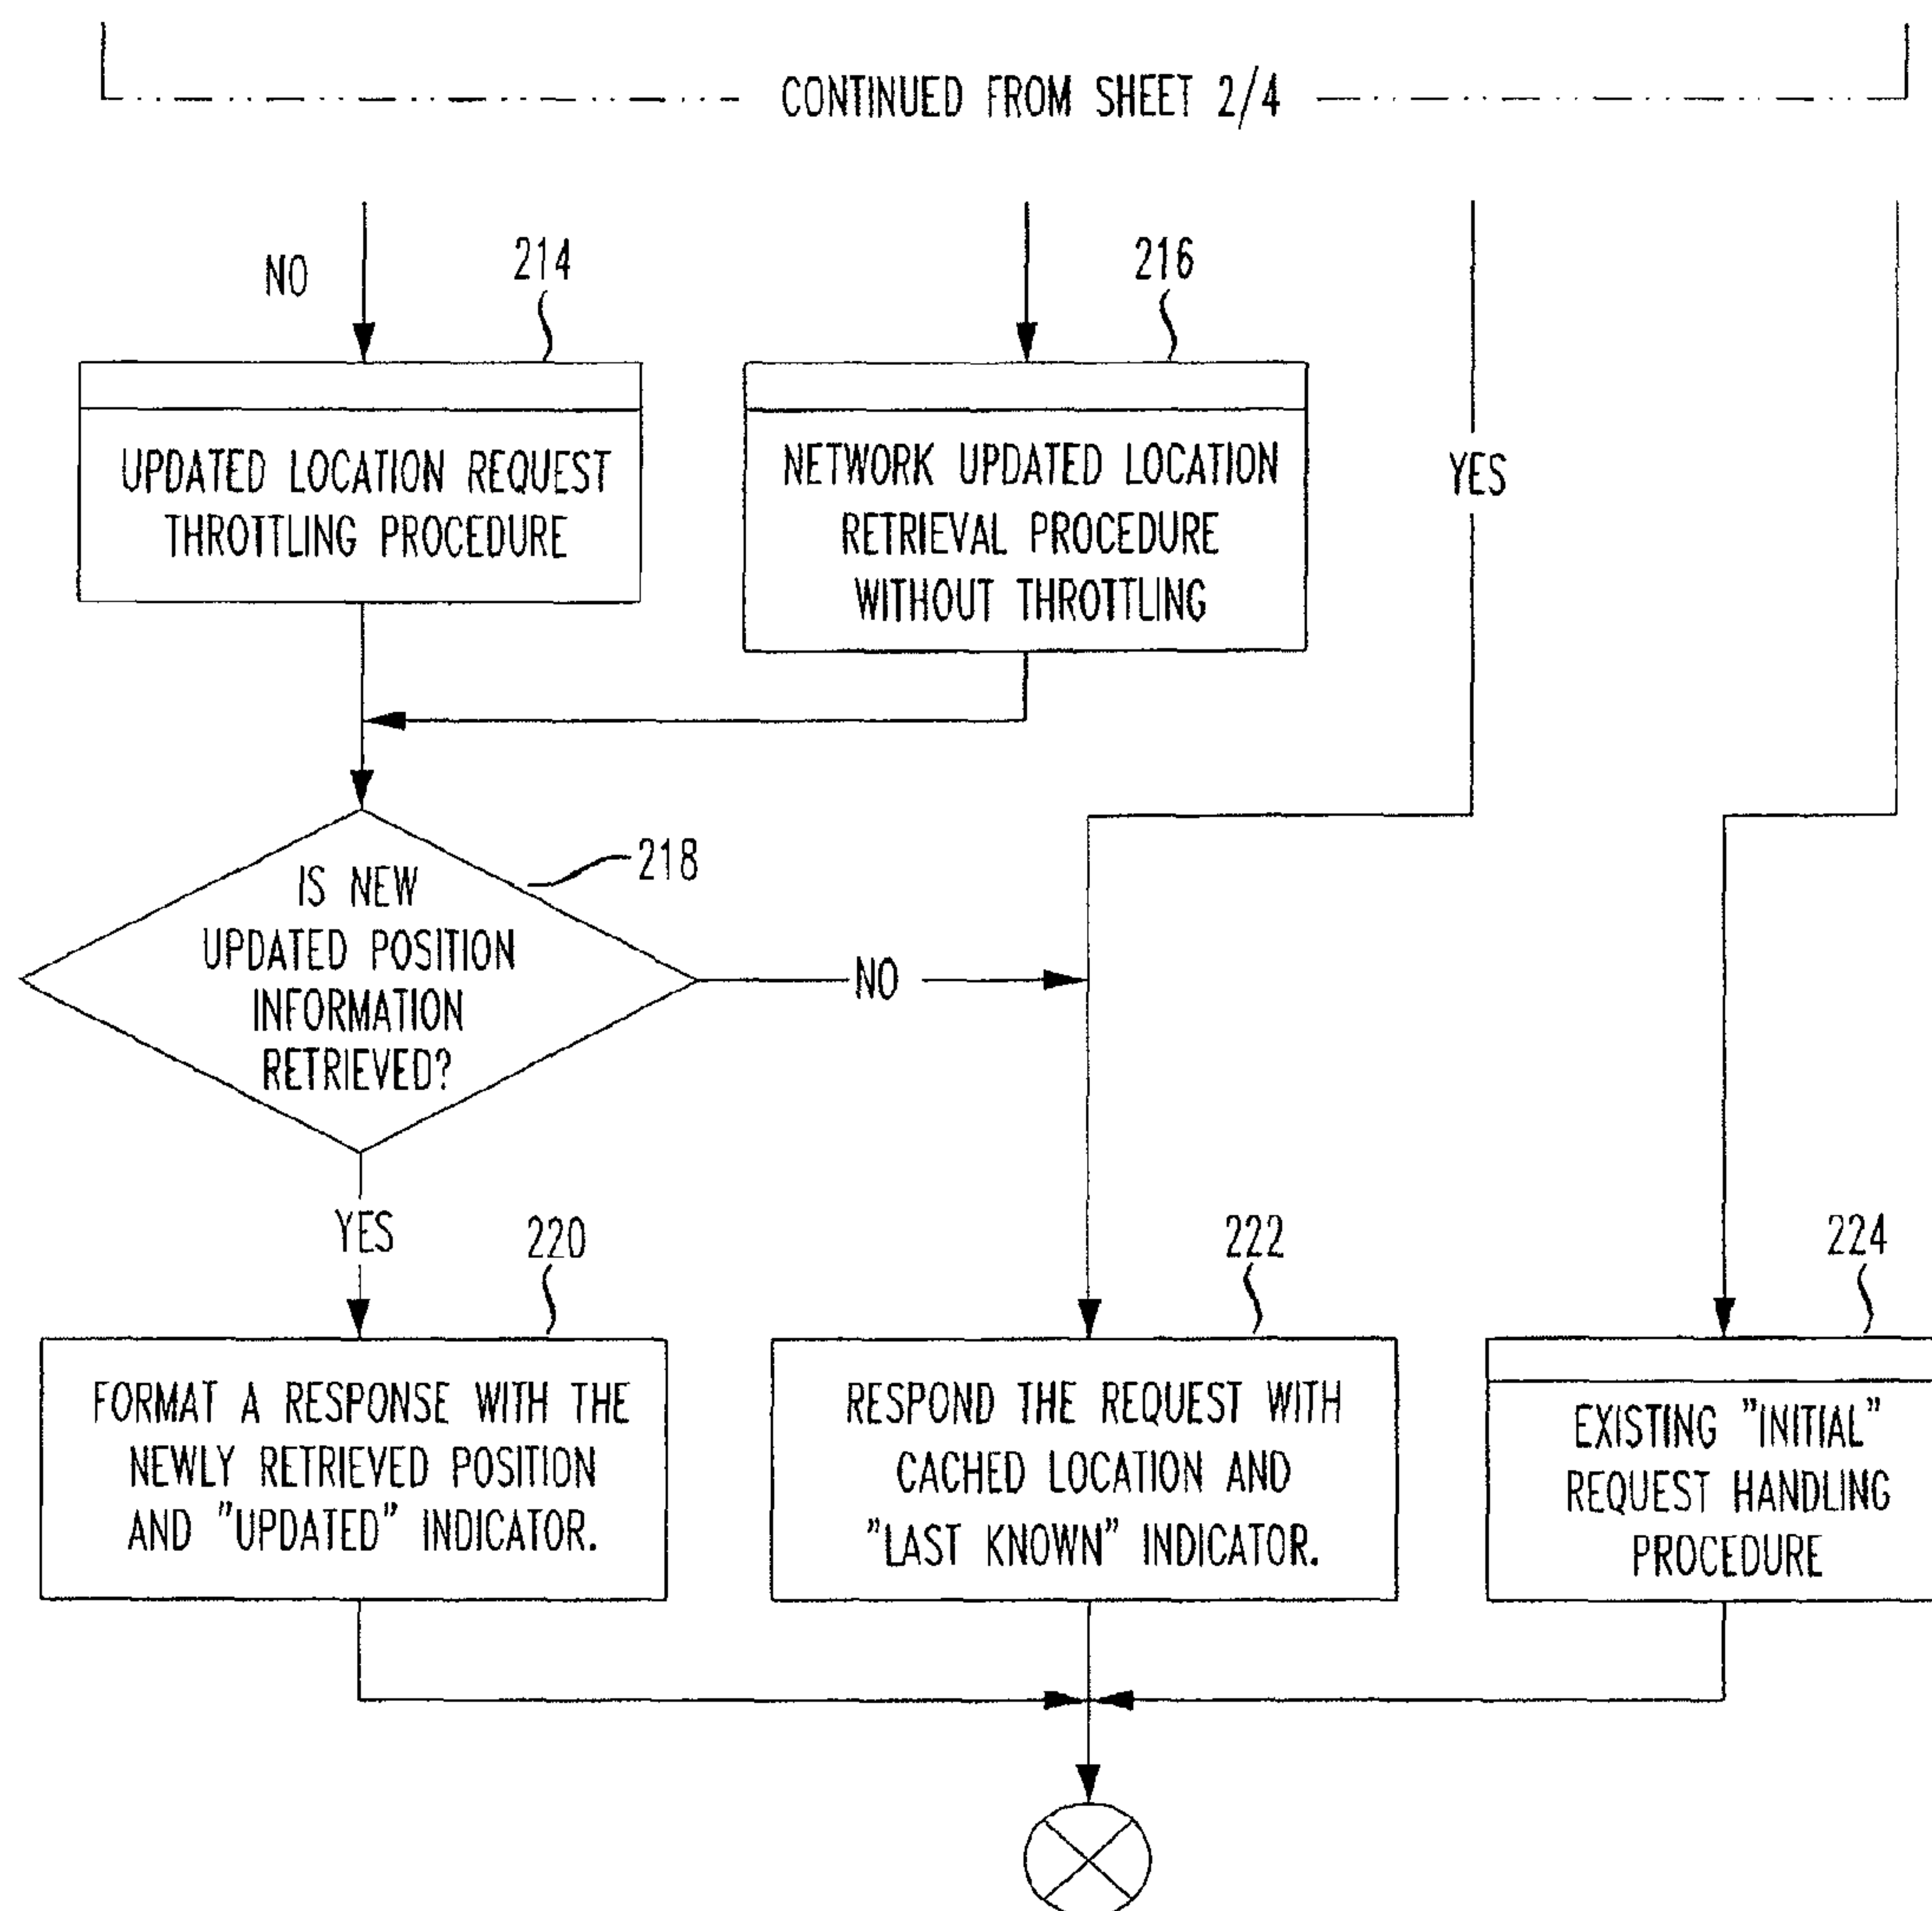 CONTINUED FROM SHEET 2/4
NO
214
216
UPDATED LOCATION REQUEST
THROTTLING PROCEDURE
NETWORK UPDATED LOCATION
RETRIEVAL PROCEDURE
WITHOUT THROTTLING
YES
218
IS NEW
UPDATED POSITION
INFORMATION
RETRIEVED?
NO
YES
220
222
224
FORMAT A RESPONSE WITH THE
NEWLY RETRIEVED POSITION
AND "UPDATED" INDICATOR.
RESPOND THE REQUEST WITH
CACHED LOCATION AND
"LAST KNOWN" INDICATOR.
EXISTING "INITIAL"
REQUEST HANDLING
PROCEDURE